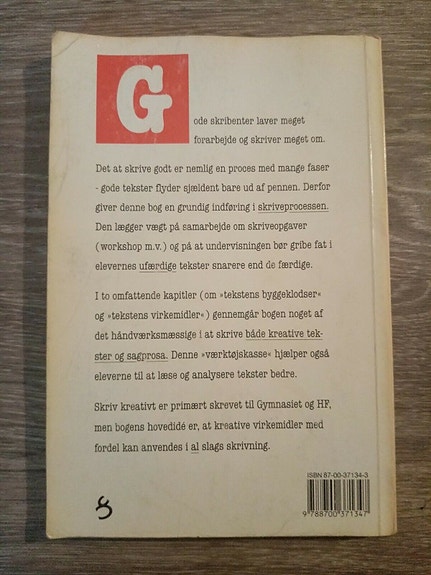 G
ode skribenter laver meget
forarbejde og skriver meget om.
Det at skrive godt er nemlig en proces med mange faser
- gode tekster flyder sjældent bare ud af pennen. Derfor
giver denne bog en grundig indføring i skriveprocessen.
Den lægger vægt på samarbejde om skriveopgaver
(workshop m.v.) og på at undervisningen bør gribe fat i
elevernes ufærdige tekster snarere end de færdige.
I to omfattende kapitler (om »tekstens byggeklodser«
og »tekstens virkemidler«) gennemgår bogen noget af
det håndværksmæssige i at skrive både kreative tek-
ster og sagprosa. Denne »værktøjskasse« hjælper også
eleverne til at læse og analysere tekster bedre.
Skriv kreativt er primært skrevet til Gymnasiet og HF,
men bogens hovedidé er, at kreative virkemidler med
fordel kan anvendes i al slags skrivning.
ISBN 87-00-37134-3
9 788700 371347